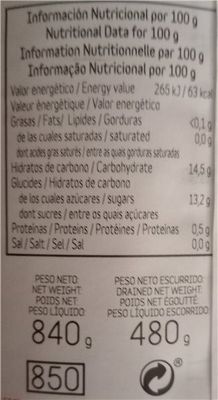 Información Nutricional por 100 g
Nutritional Data for 100 g
Information Nutritionnelle par 100 g
Informação Nutricional por 100 g
Valor energético / Energy value 265 kJ / 63 kcal
Valeur énergétique / Valor energético
Grasas / Fats/ Lipides / Gorduras <0,1 g
de las cuales saturadas / saturated 0,0 g
dont acides gras saturés / entre as quais gorduras saturadas
Hidratos de carbono / Carbohydrate 14,5 g
Glucides / Hidratos de carbono
de los cuales azúcares / sugars 13,2 g
dont sucres / entre os quais açúcares
Proteínas / Proteins / Protéines / Proteínas 0,5 g
Sal / Salt / Sel / Sal 0,0 g
PESO NETO: PESO NETO ESCURRIDO:
NET WEIGHT: DRAINED NET WEIGHT:
POIDS NET: POIDS NET ÉGOUTTÉ:
PESO LÍQUIDO: PESO LÍQUIDO ESCORRIDO:
840 g 480 g
850 ®